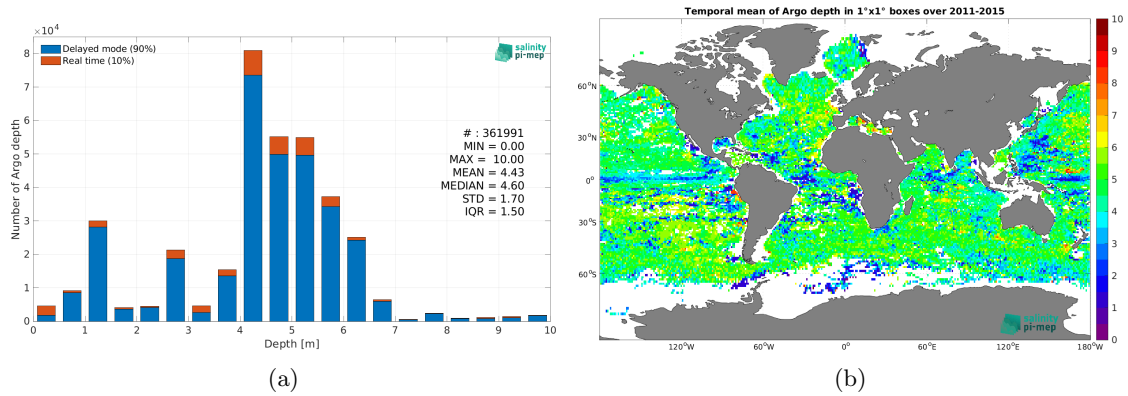 ×10⁴
8
7
6
5
4
3
2
1
0
Number of Argo depth
Delayed mode (90%)
Real time (10%)
salinity
pi-mep
# : 361991
MIN = 0.00
MAX = 10.00
MEAN = 4.43
MEDIAN = 4.60
STD = 1.70
IQR = 1.50
0 1 2 3 4 5 6 7 8 9 10
Depth [m]
(a)
Temporal mean of Argo depth in 1°x1° boxes over 2011-2015
60°N
30°N
0°
30°S
60°S
salinity
pi-mep
120°W 60°W 0° 60°E 120°E 180°W
10
9
8
7
6
5
4
3
2
1
0
(b)